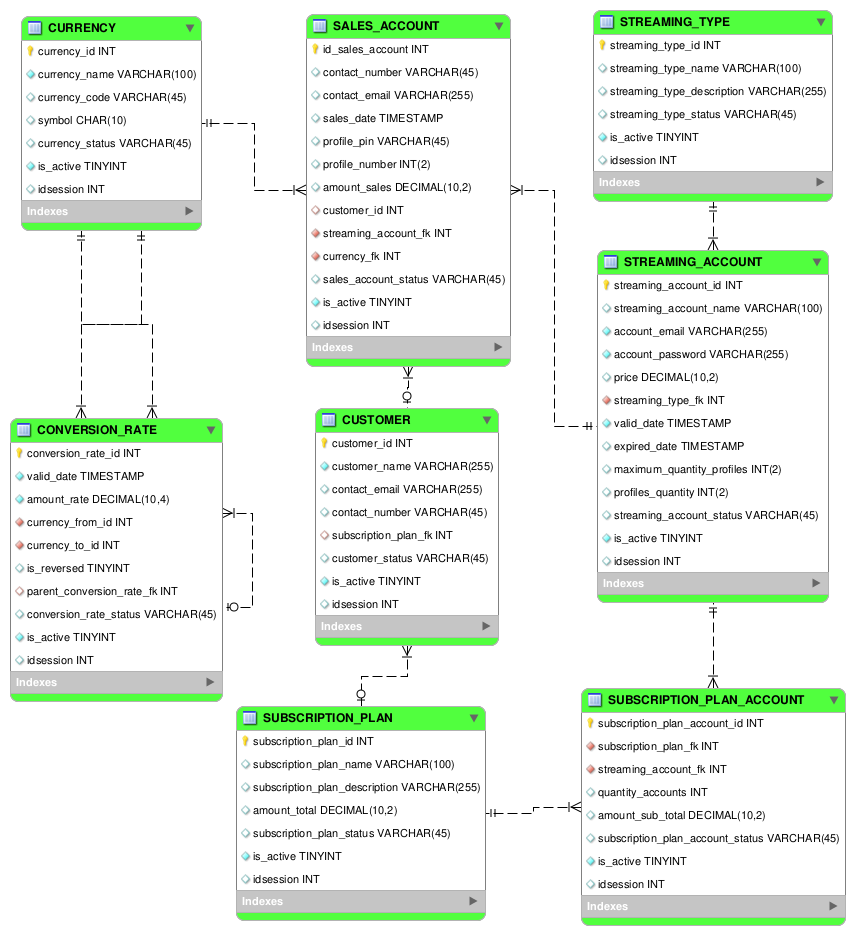 CURRENCY
currency_id INT
currency_name VARCHAR(100)
currency_code VARCHAR(45)
symbol CHAR(10)
currency_status VARCHAR(45)
is_active TINYINT
idsession INT
Indexes
SALES_ACCOUNT
id_sales_account INT
contact_number VARCHAR(45)
contact_email VARCHAR(255)
sales_date TIMESTAMP
profile_pin VARCHAR(45)
profile_number INT(2)
amount_sales DECIMAL(10,2)
customer_id INT
streaming_account_fk INT
currency_fk INT
sales_account_status VARCHAR(45)
is_active TINYINT
idsession INT
Indexes
STREAMING_TYPE
streaming_type_id INT
streaming_type_name VARCHAR(100)
streaming_type_description VARCHAR(255)
streaming_type_status VARCHAR(45)
is_active TINYINT
idsession INT
Indexes
STREAMING_ACCOUNT
streaming_account_id INT
streaming_account_name VARCHAR(100)
account_email VARCHAR(255)
account_password VARCHAR(255)
price DECIMAL(10,2)
streaming_type_fk INT
valid_date TIMESTAMP
expired_date TIMESTAMP
maximum_quantity_profiles INT(2)
profiles_quantity INT(2)
streaming_account_status VARCHAR(45)
is_active TINYINT
idsession INT
Indexes
CONVERSION_RATE
conversion_rate_id INT
valid_date TIMESTAMP
amount_rate DECIMAL(10,4)
currency_from_id INT
currency_to_id INT
is_reversed TINYINT
parent_conversion_rate_fk INT
conversion_rate_status VARCHAR(45)
is_active TINYINT
idsession INT
Indexes
CUSTOMER
customer_id INT
customer_name VARCHAR(255)
contact_email VARCHAR(255)
contact_number VARCHAR(45)
subscription_plan_fk INT
customer_status VARCHAR(45)
is_active TINYINT
idsession INT
Indexes
SUBSCRIPTION_PLAN
subscription_plan_id INT
subscription_plan_name VARCHAR(100)
subscription_plan_description VARCHAR(255)
amount_total DECIMAL(10,2)
subscription_plan_status VARCHAR(45)
is_active TINYINT
idsession INT
Indexes
SUBSCRIPTION_PLAN_ACCOUNT
subscription_plan_account_id INT
subscription_plan_fk INT
streaming_account_fk INT
quantity_accounts INT
amount_sub_total DECIMAL(10,2)
subscription_plan_account_status VARCHAR(45)
is_active TINYINT
idsession INT
Indexes